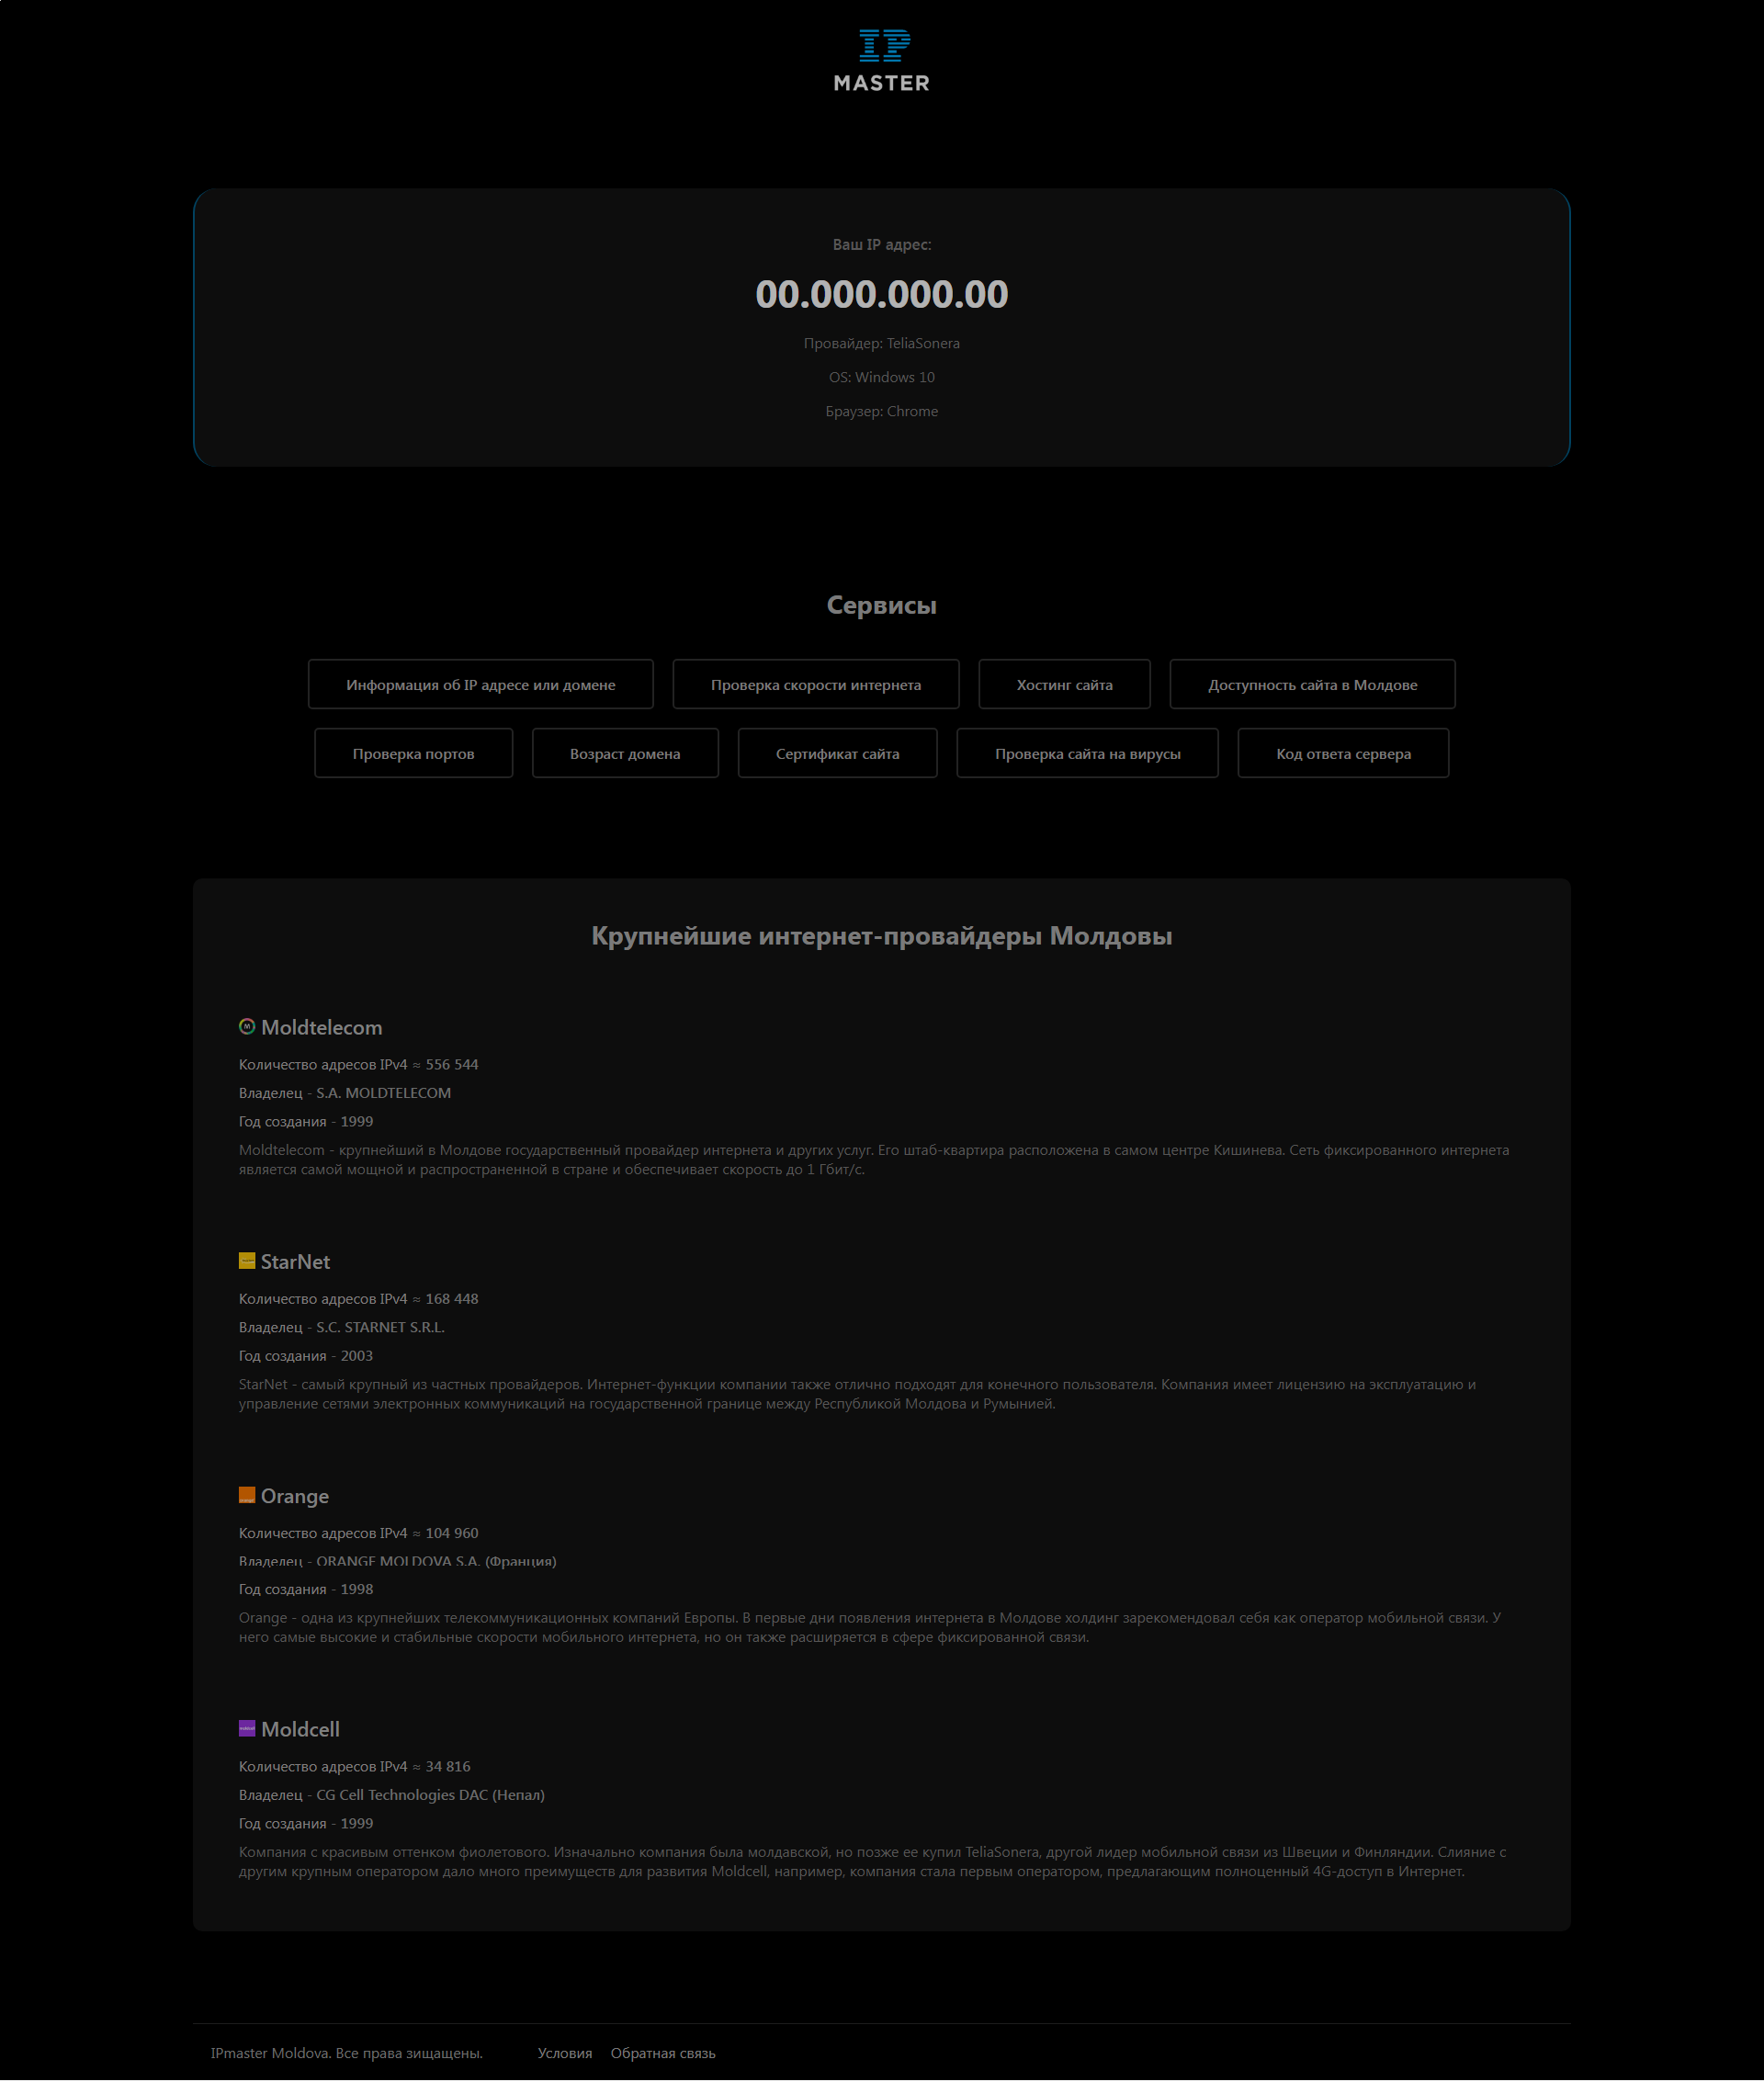 IP
MASTER
Ваш IP адрес:
00.000.000.00
Провайдер: TeliaSonera
OS: Windows 10
Браузер: Chrome
Сервисы
Информация об IP адресе или домене
Проверка скорости интернета
Хостинг сайта
Доступность сайта в Молдове
Проверка портов
Возраст домена
Сертификат сайта
Проверка сайта на вирусы
Код ответа сервера
Крупнейшие интернет-провайдеры Молдовы
Moldtelecom
Количество адресов IPv4 ≈ 556 544
Владелец - S.A. MOLDTELECOM
Год создания - 1999
Moldtelecom - крупнейший в Молдове государственный провайдер интернета и других услуг. Его штаб-квартира расположена в самом центре Кишинева. Сеть фиксированного интернета
является самой мощной и распространенной в стране и обеспечивает скорость до 1 Гбит/с.
StarNet
Количество адресов IPv4 ≈ 168 448
Владелец - S.C. STARNET S.R.L.
Год создания - 2003
StarNet - самый крупный из частных провайдеров. Интернет-функции компании также отлично подходят для конечного пользователя. Компания имеет лицензию на эксплуатацию и
управление сетями электронных коммуникаций на государственной границе между Республикой Молдова и Румынией.
Orange
Количество адресов IPv4 ≈ 104 960
Владелец - ORANGE MOLDOVA S.A. (Франция)
Год создания - 1998
Orange - одна из крупнейших телекоммуникационных компаний Европы. В первые дни появления интернета в Молдове холдинг зарекомендовал себя как оператор мобильной связи. У
него самые высокие и стабильные скорости мобильного интернета, но он также расширяется в сфере фиксированной связи.
Moldcell
Количество адресов IPv4 ≈ 34 816
Владелец - CG Cell Technologies DAC (Непал)
Год создания - 1999
Компания с красивым оттенком фиолетового. Изначально компания была молдавской, но позже ее купил TeliaSonera, другой лидер мобильной связи из Швеции и Финляндии. Слияние с
другим крупным оператором дало много преимуществ для развития Moldcell, например, компания стала первым оператором, предлагающим полноценный 4G-доступ в Интернет.
IPmaster Moldova. Все права зищащены.
Условия
Обратная связь